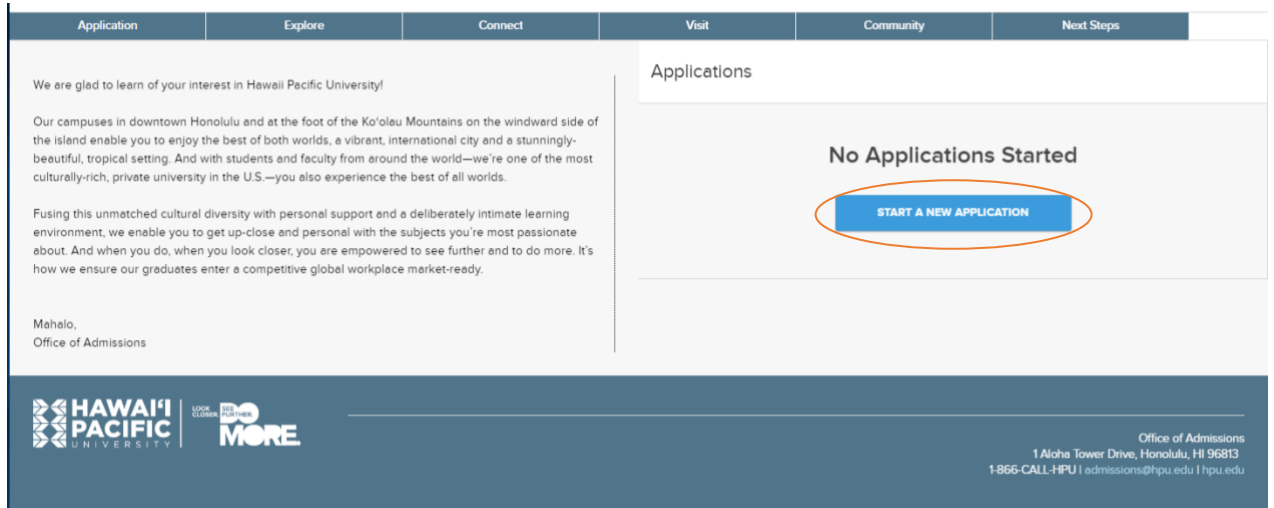 Application Explore Connect Visit Community Next Steps
We are glad to learn of your interest in Hawaii Pacific University!
Our campuses in downtown Honolulu and at the foot of the Koʻolau Mountains on the windward side of
the island enable you to enjoy the best of both worlds, a vibrant, international city and a stunningly-
beautiful, tropical setting. And with students and faculty from around the world—we're one of the most
culturally-rich, private university in the U.S.—you also experience the best of all worlds.
Fusing this unmatched cultural diversity with personal support and a deliberately intimate learning
environment, we enable you to get up-close and personal with the subjects you're most passionate
about. And when you do, when you look closer, you are empowered to see further and to do more. It's
how we ensure our graduates enter a competitive global workplace market-ready.
Mahalo,
Office of Admissions
Applications
No Applications Started
START A NEW APPLICATION
HAWAIʻI
PACIFIC
UNIVERSITY
LOOK
CLOSER.
SEE
FURTHER.
DO
MORE.
Office of Admissions
1 Aloha Tower Drive, Honolulu, HI 96813
1-866-CALL-HPU | admissions@hpu.edu | hpu.edu